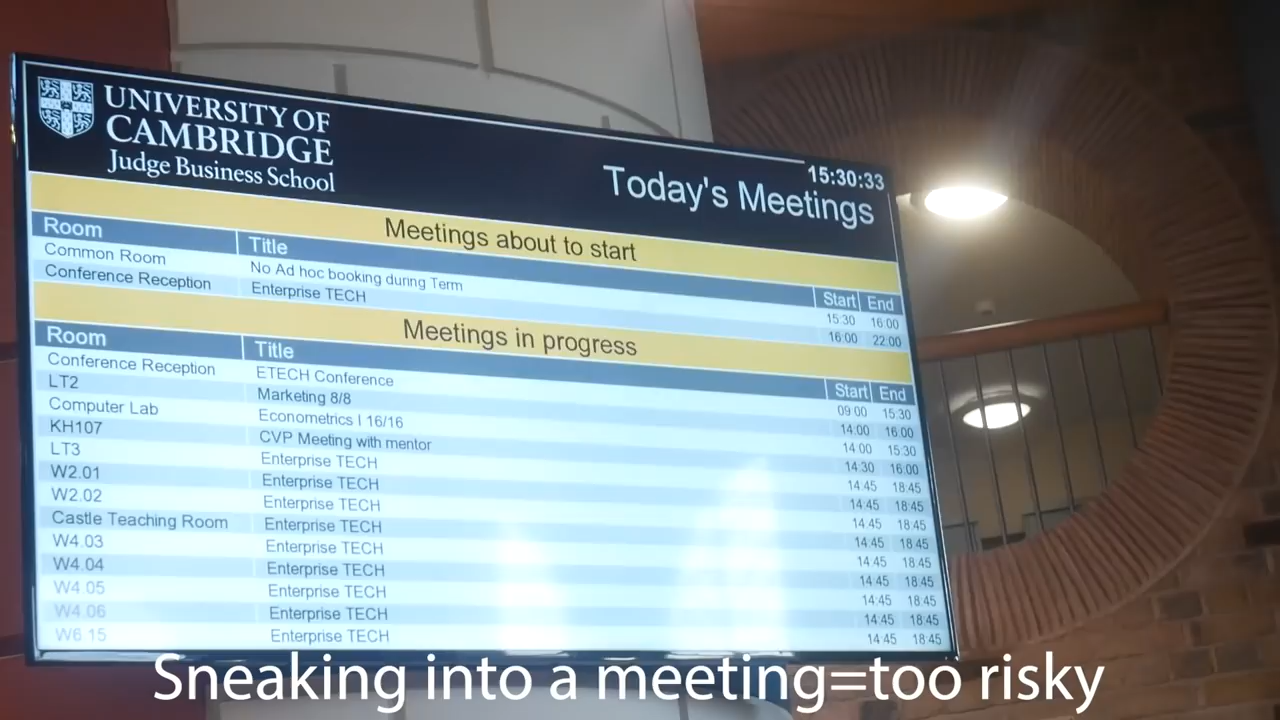 UNIVERSITY OF
CAMBRIDGE
Judge Business School
15:30:33
Today's Meetings
Meetings about to start
Room Title Start End
Common Room No Ad hoc booking during Term 15:30 16:00
Conference Reception Enterprise TECH 16:00 22:00
Meetings in progress
Room Title Start End
Conference Reception ETECH Conference 09:00 15:30
LT2 Marketing 8/8 14:00 16:00
Computer Lab Econometrics I 16/16 14:00 15:30
KH107 CVP Meeting with mentor 14:30 16:00
LT3 Enterprise TECH 14:45 18:45
W2.01 Enterprise TECH 14:45 18:45
W2.02 Enterprise TECH 14:45 18:45
Castle Teaching Room Enterprise TECH 14:45 18:45
W4.03 Enterprise TECH 14:45 18:45
W4.04 Enterprise TECH 14:45 18:45
W4.05 Enterprise TECH 14:45 18:45
W4.06 Enterprise TECH 14:45 18:45
W6.15 Enterprise TECH 14:45 18:45
Sneaking into a meeting=too risky